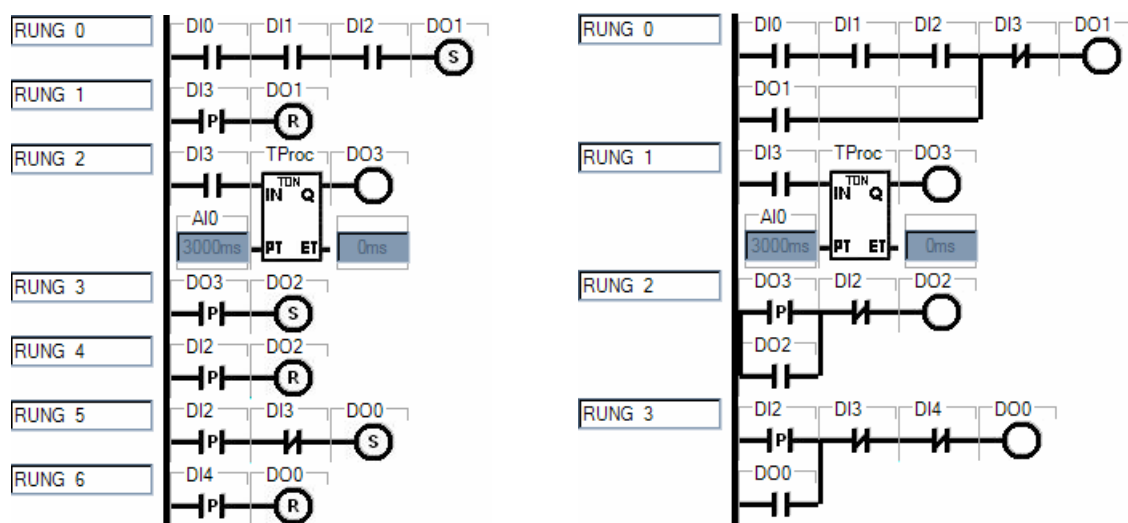 RUNG 0
DI0 DI1 DI2 DO1
S
RUNG 1
DI3 DO1
P R
RUNG 2
DI3 TProc DO3
TON
IN Q
AI0
3000ms PT ET 0ms
RUNG 3
DO3 DO2
P S
RUNG 4
DI2 DO2
P R
RUNG 5
DI2 DI3 DO0
P S
RUNG 6
DI4 DO0
P R
RUNG 0
DI0 DI1 DI2 DI3 DO1
DO1
RUNG 1
DI3 TProc DO3
TON
IN Q
AI0
3000ms PT ET 0ms
RUNG 2
DO3 DI2 DO2
P
DO2
RUNG 3
DI2 DI3 DI4 DO0
P
DO0